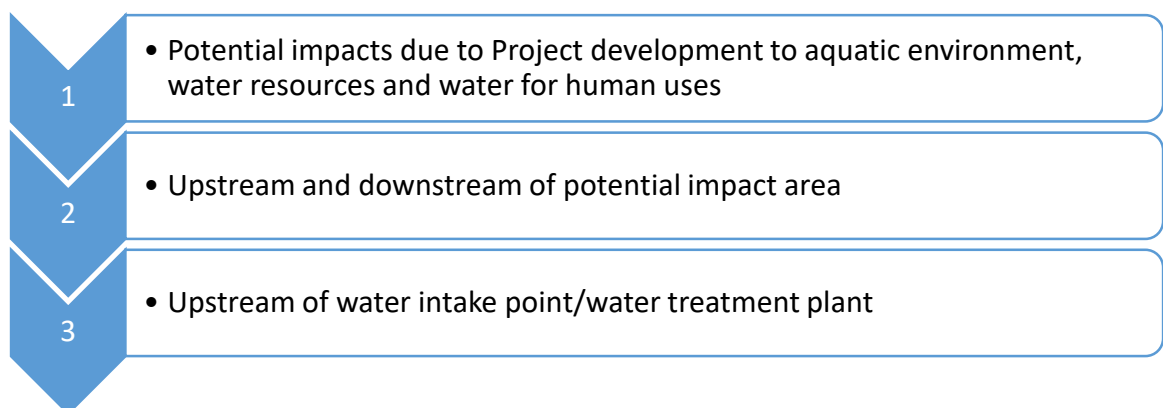 1
• Potential impacts due to Project development to aquatic environment,
water resources and water for human uses
2
• Upstream and downstream of potential impact area
3
• Upstream of water intake point/water treatment plant